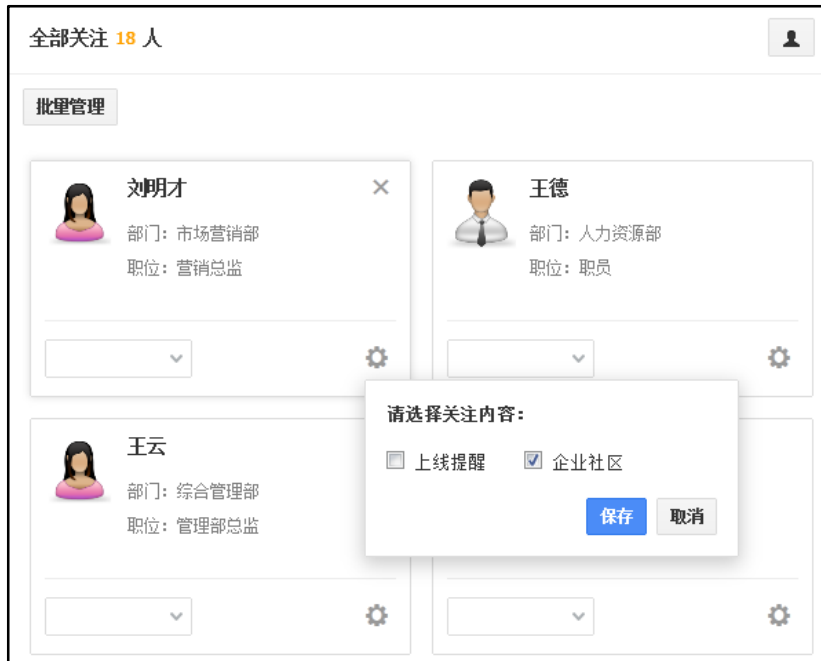 全部关注 18 人
批量管理
刘明才
部门：市场营销部
职位：营销总监
王德
部门：人力资源部
职位：职员
请选择关注内容：
上线提醒 企业社区
保存 取消
王云
部门：综合管理部
职位：管理部总监